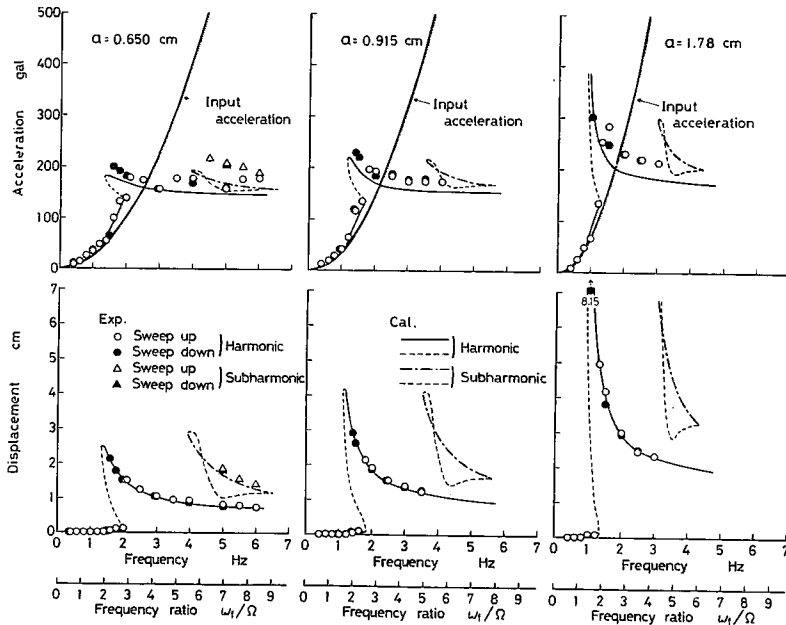 500
400
300
200
100
0
Acceleration gal
a = 0.650 cm
Input
acceleration
a = 0.915 cm
Input
acceleration
a = 1.78 cm
Input
acceleration
7
6
5
4
3
2
1
0
Displacement cm
Exp.
Sweep up
Sweep down
Harmonic
Sweep up
Sweep down
Subharmonic
Cal.
Harmonic
Subharmonic
8.15
0 1 2 3 4 5 6 7
Frequency Hz
0 1 2 3 4 5 6 7
Frequency Hz
0 1 2 3 4 5 6 7
Frequency Hz
0 1 2 3 4 5 6 7 8 9
Frequency ratio ω₁/Ω
0 1 2 3 4 5 6 7 8 9
Frequency ratio ω₁/Ω
0 1 2 3 4 5 6 7 8 9
Frequency ratio ω₁/Ω